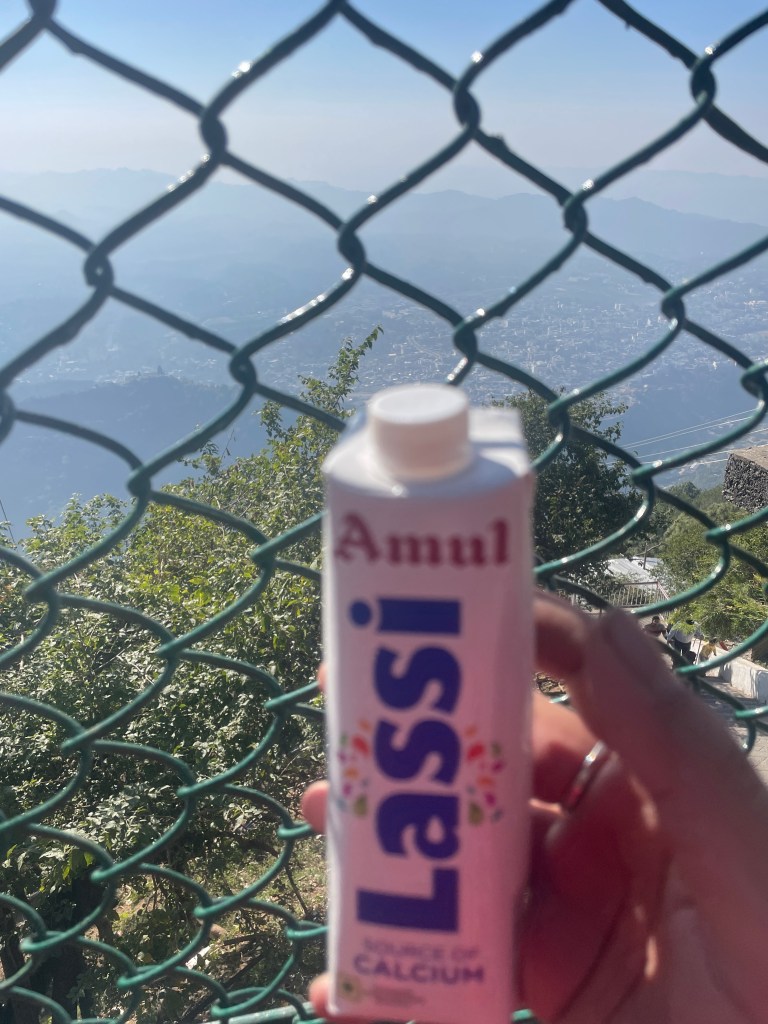 Amul
Lassi
SOURCE OF
CALCIUM